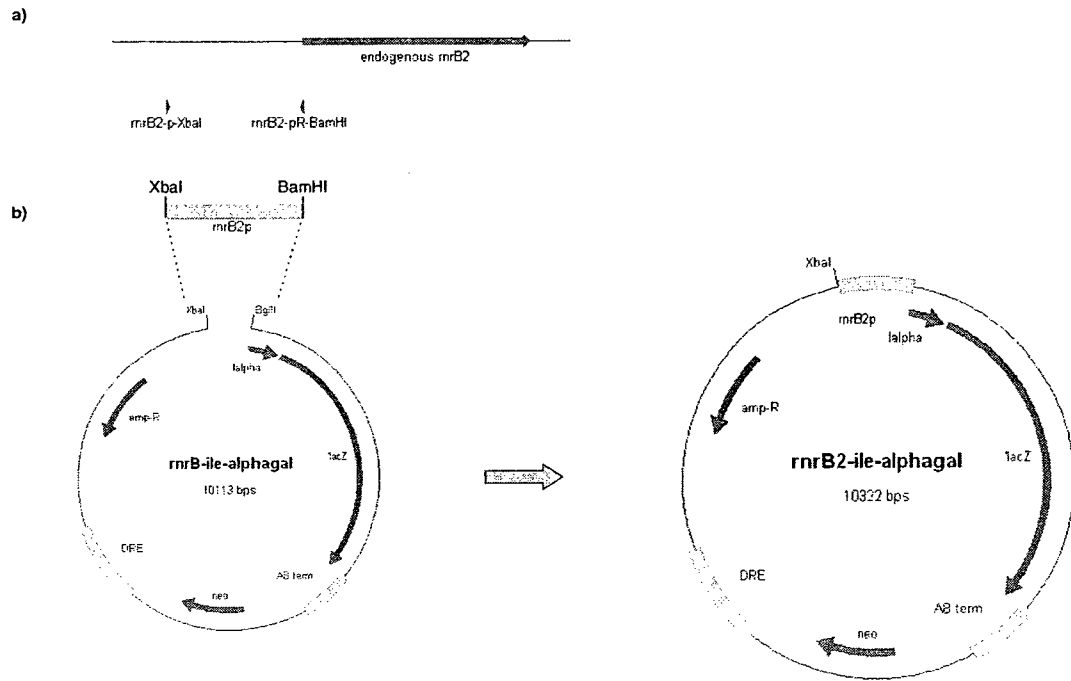 a)
endogenous rnrB2
rnrB2-p-XbaI
rnrB2-pR-BamHI
XbaI
BamHI
b)
rnrB2p
XbaI
BglII
Ialpha
amp-R
rnrB-ile-alphagal
10113 bps
lacZ
DRE
A8 term
neo
XbaI
rnrB2p
Ialpha
amp-R
rnrB2-ile-alphagal
10332 bps
lacZ
DRE
A8 term
neo